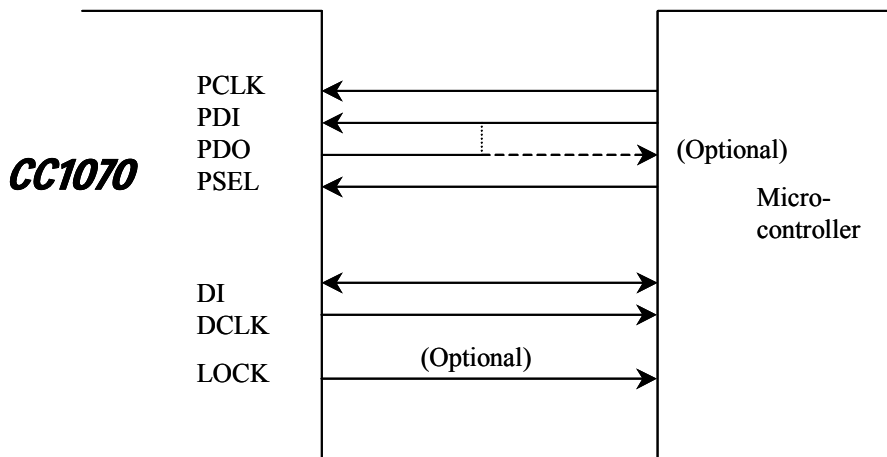 PCLK
PDI
PDO
(Optional)
CC1070
PSEL
Micro-
controller
DI
DCLK
(Optional)
LOCK